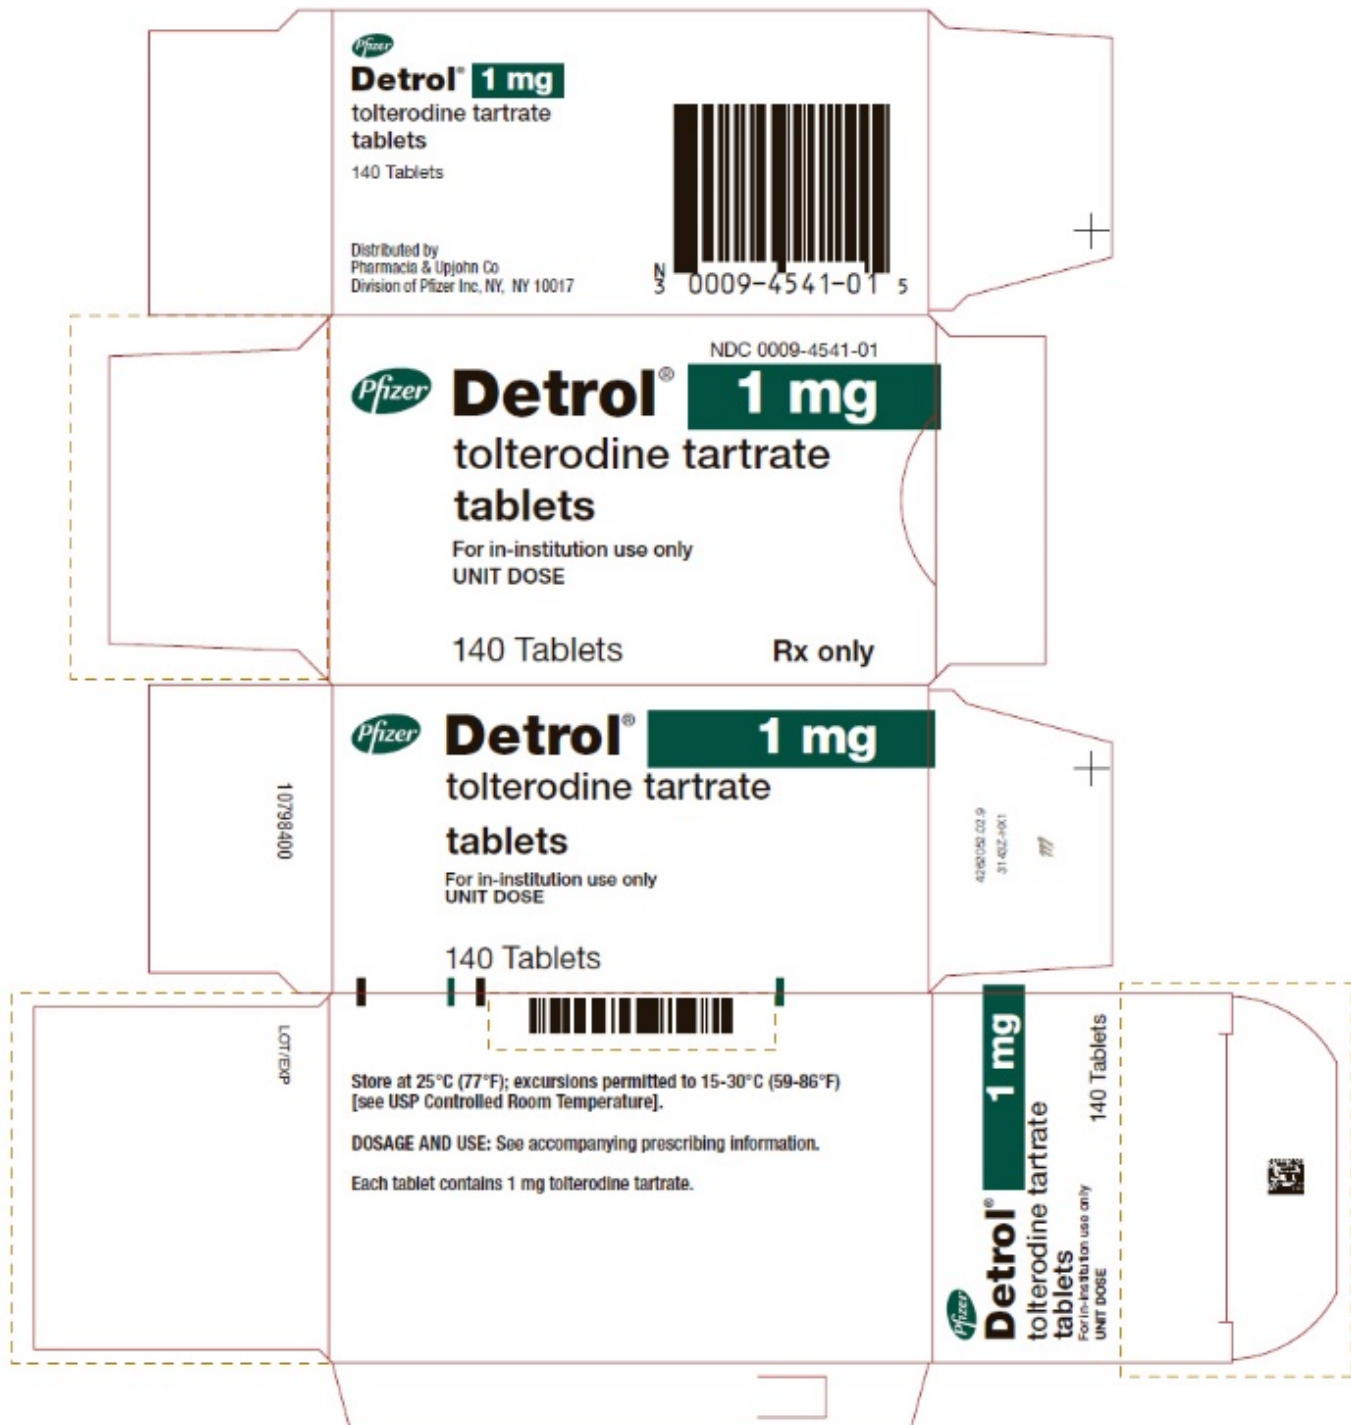 Pfizer
Detrol® 1 mg
tolterodine tartrate
tablets
140 Tablets
Distributed by
Pharmacia & Upjohn Co
Division of Pfizer Inc, NY, NY 10017
N
3 0009-4541-01 5
NDC 0009-4541-01
Pfizer Detrol® 1 mg
tolterodine tartrate
tablets
For in-institution use only
UNIT DOSE
140 Tablets Rx only
Pfizer Detrol® 1 mg
tolterodine tartrate
tablets
For in-institution use only
UNIT DOSE
140 Tablets
10798400
4262052.02.9
3143Z-HX1
LOT/EXP
Store at 25°C (77°F); excursions permitted to 15-30°C (59-86°F)
[see USP Controlled Room Temperature].
DOSAGE AND USE: See accompanying prescribing information.
Each tablet contains 1 mg tolterodine tartrate.
Pfizer Detrol® 1 mg
tolterodine tartrate
tablets
For in-institution use only
UNIT DOSE
140 Tablets